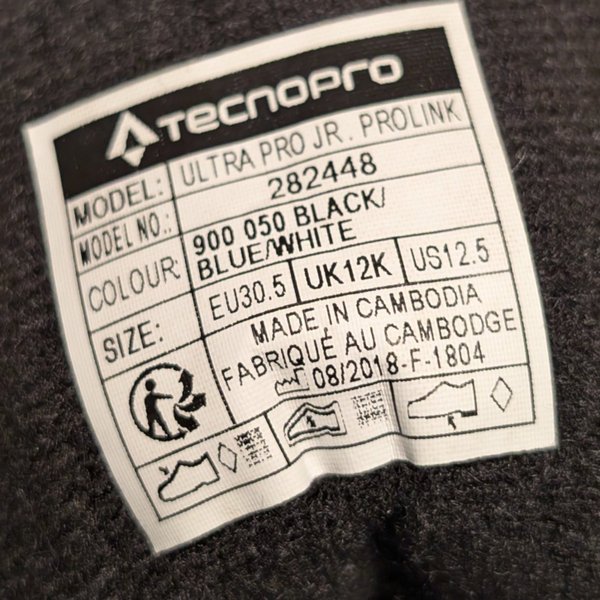 TECNOPRO
MODEL: ULTRA PRO JR. PROLINK
MODEL NO.: 282448
COLOUR: 900 050 BLACK/
BLUE/WHITE
SIZE: EU30.5 UK12K US12.5
MADE IN CAMBODIA
FABRIQUÉ AU CAMBODGE
08/2018-F-1804